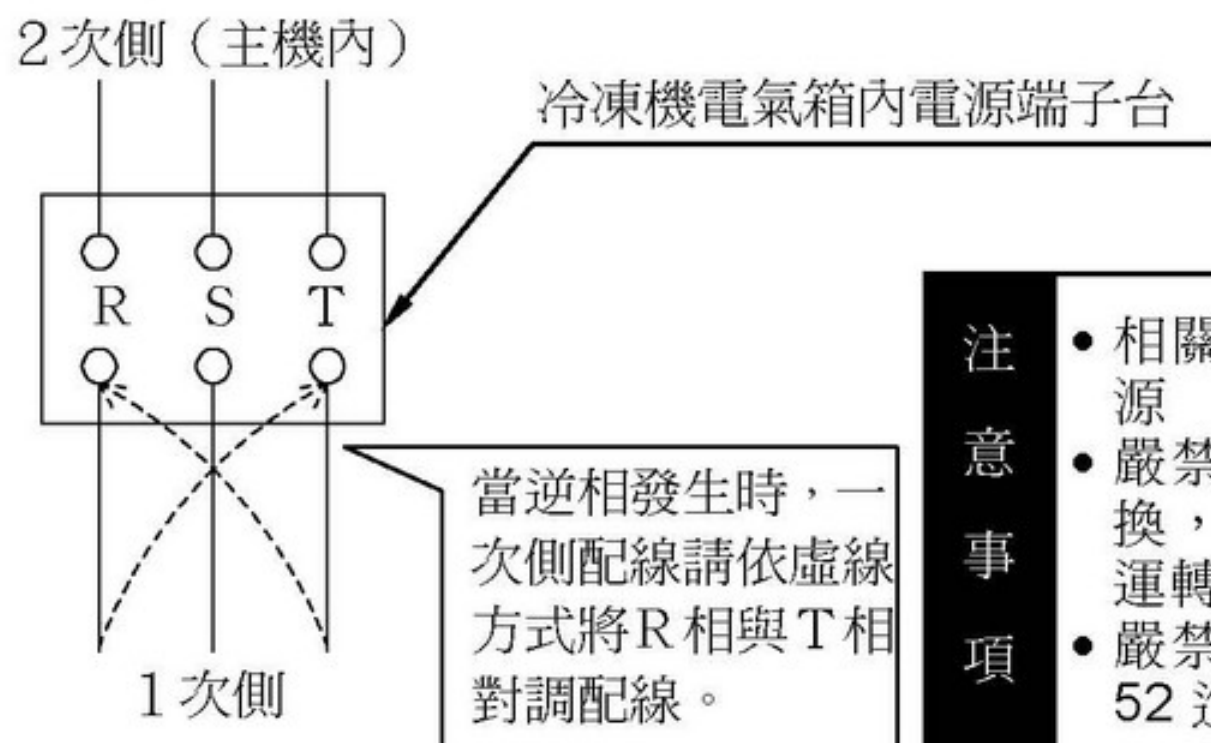 2次側（主機內）
冷凍機電氣箱內電源端子台
R S T
當逆相發生時，一
次側配線請依虛線
方式將R相與T相
對調配線。
1次側
注意事項
• 相關
源
• 嚴禁
換，
運轉
• 嚴禁
52